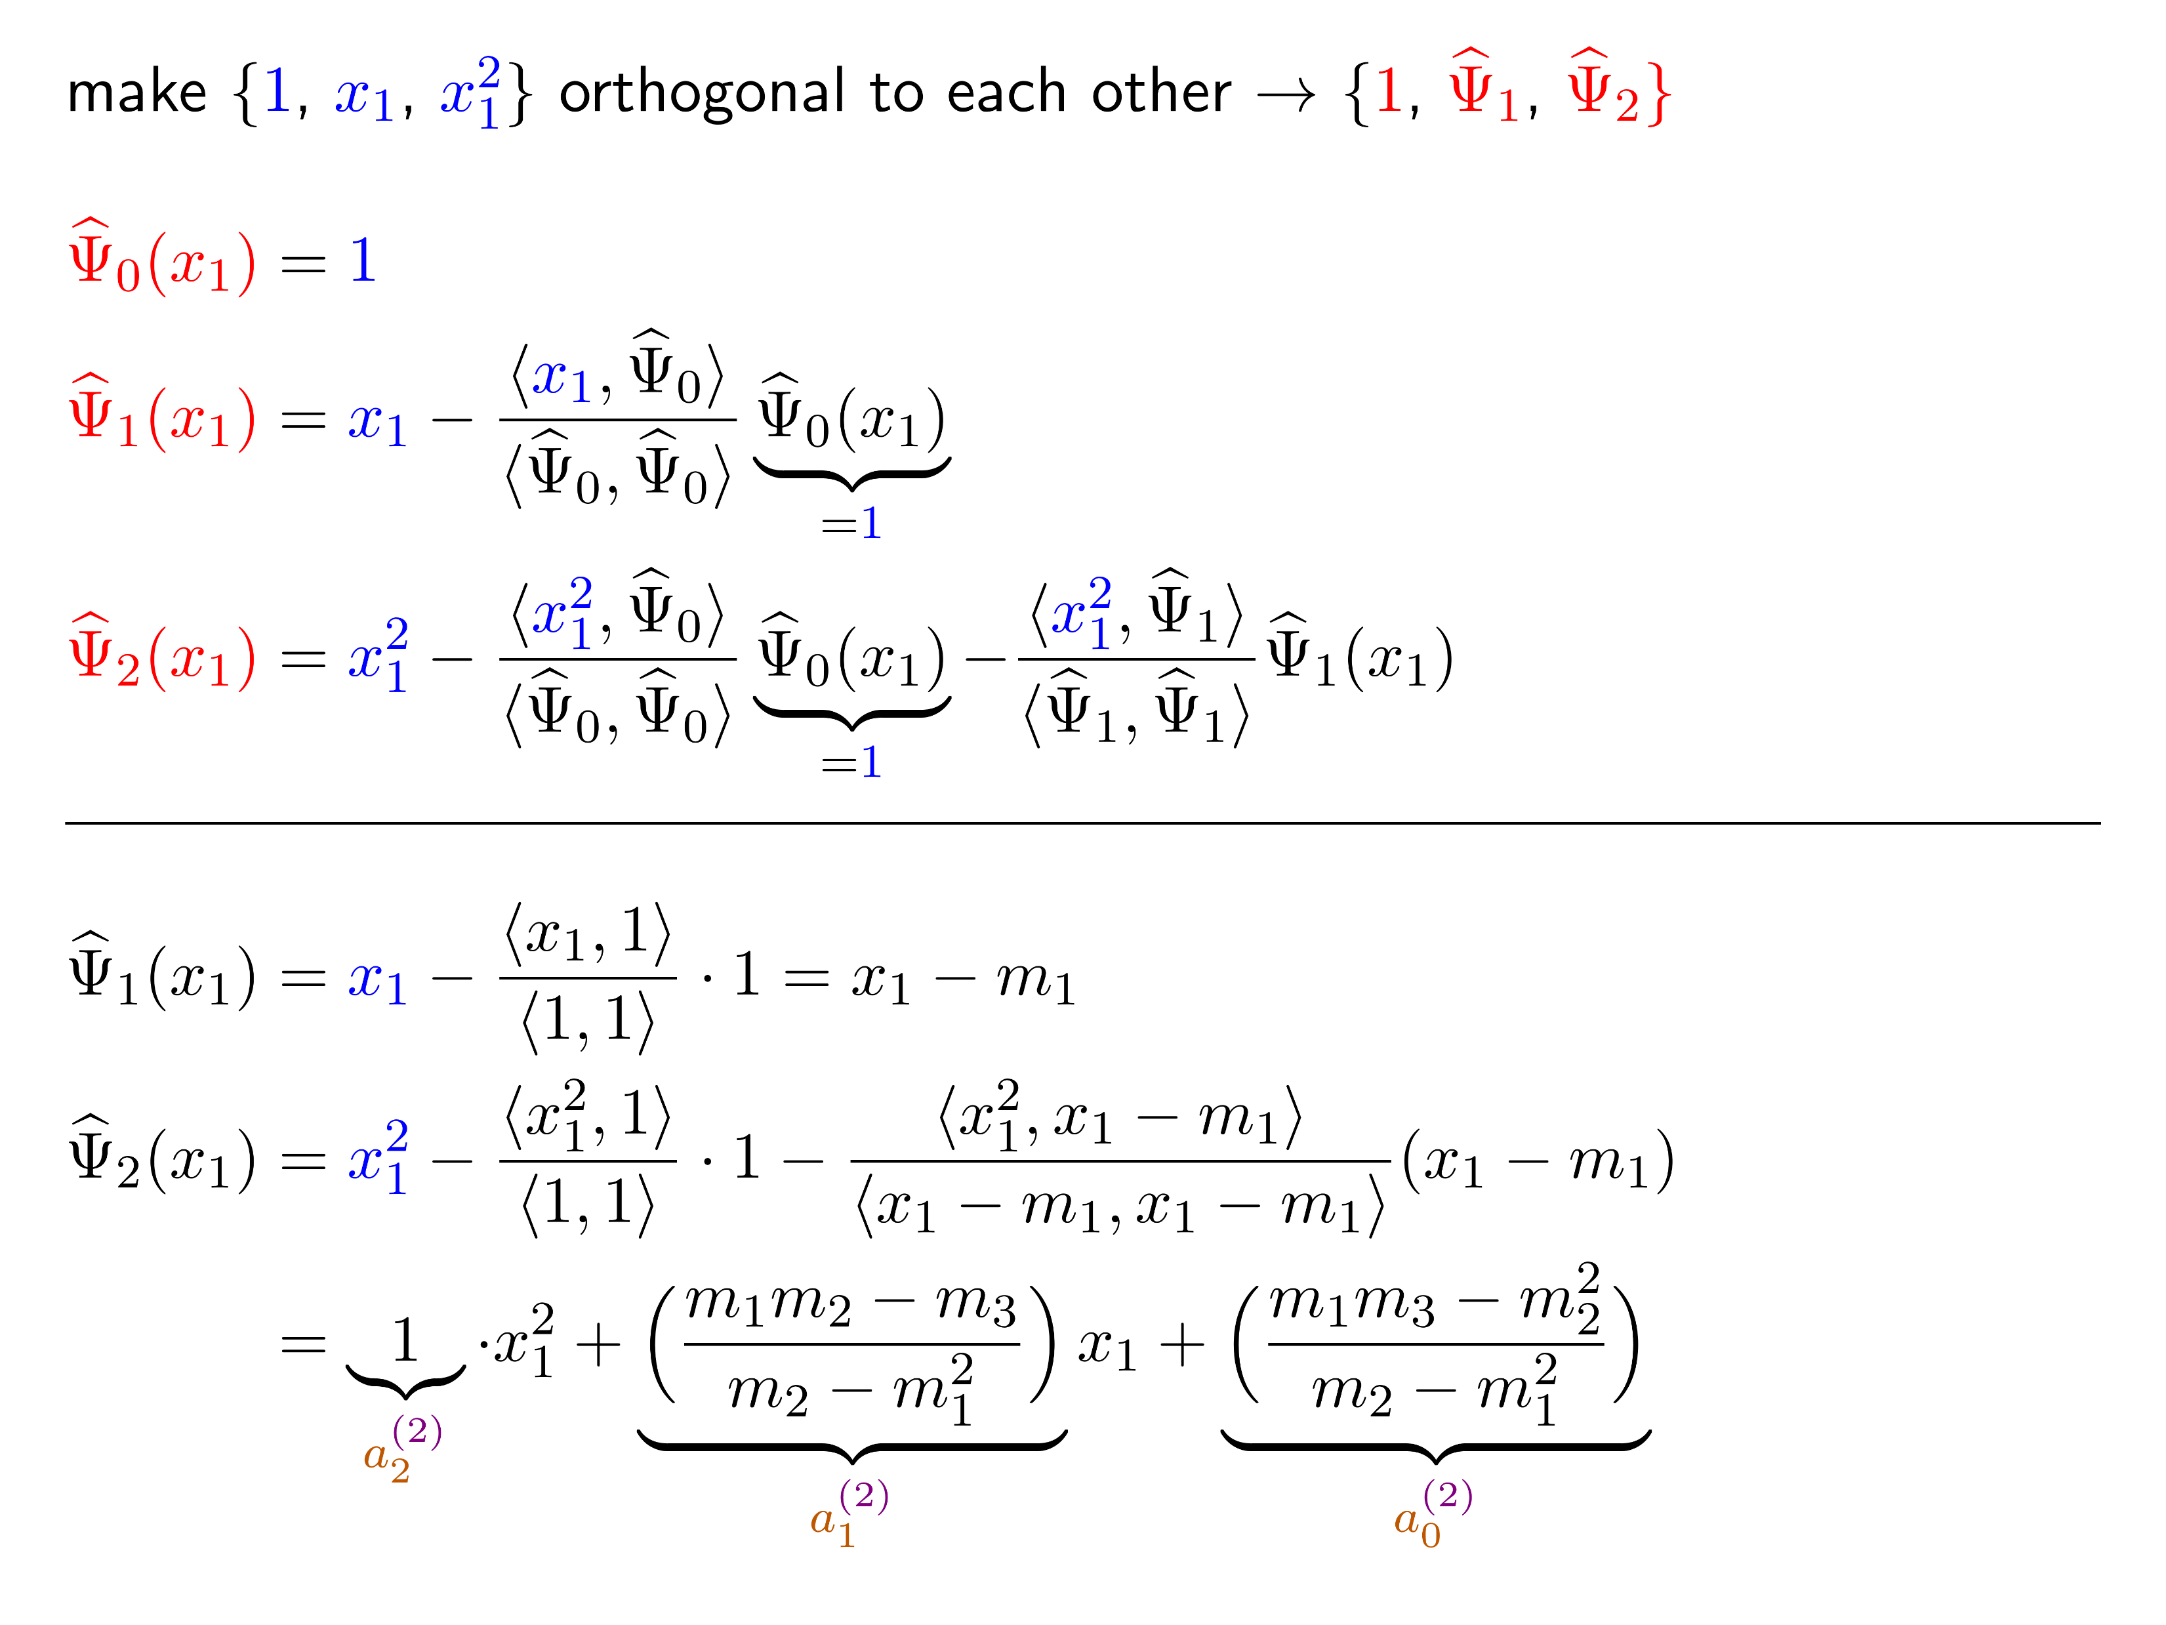 make {1, x₁, x₁²} orthogonal to each other → {1, Ψ̂₁, Ψ̂₂}
Ψ̂₀(x₁) = 1
Ψ̂₁(x₁) = x₁ − ⟨x₁, Ψ̂₀⟩ / ⟨Ψ̂₀, Ψ̂₀⟩ Ψ̂₀(x₁)
=1
Ψ̂₂(x₁) = x₁² − ⟨x₁², Ψ̂₀⟩ / ⟨Ψ̂₀, Ψ̂₀⟩ Ψ̂₀(x₁) − ⟨x₁², Ψ̂₁⟩ / ⟨Ψ̂₁, Ψ̂₁⟩ Ψ̂₁(x₁)
=1
Ψ̂₁(x₁) = x₁ − ⟨x₁, 1⟩ / ⟨1, 1⟩ · 1 = x₁ − m₁
Ψ̂₂(x₁) = x₁² − ⟨x₁², 1⟩ / ⟨1, 1⟩ · 1 − ⟨x₁², x₁ − m₁⟩ / ⟨x₁ − m₁, x₁ − m₁⟩ (x₁ − m₁)
= 1 · x₁² + ( (m₁m₂ − m₃) / (m₂ − m₁²) ) x₁ + ( (m₁m₃ − m₂²) / (m₂ − m₁²) )
a₂⁽²⁾ a₁⁽²⁾ a₀⁽²⁾